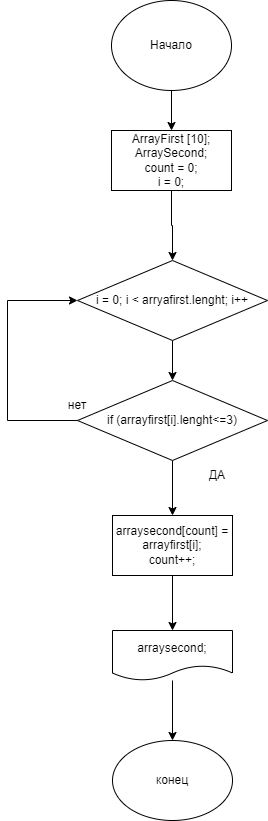 Начало
ArrayFirst [10];
ArraySecond;
count = 0;
i = 0;
i = 0; i < arryafirst.lenght; i++
нет
if (arrayfirst[i].lenght<=3)
ДА
arraysecond[count] =
arrayfirst[i];
count++;
arraysecond;
конец